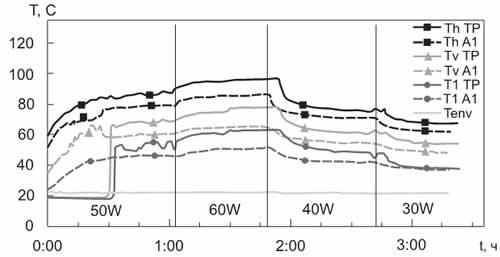 T, C
120
100
80
60
40
20
0
50W
60W
40W
30W
0:00
1:00
2:00
3:00
t, ч
Th TP
Th A1
Tv TP
Tv A1
T1 TP
T1 A1
Tenv